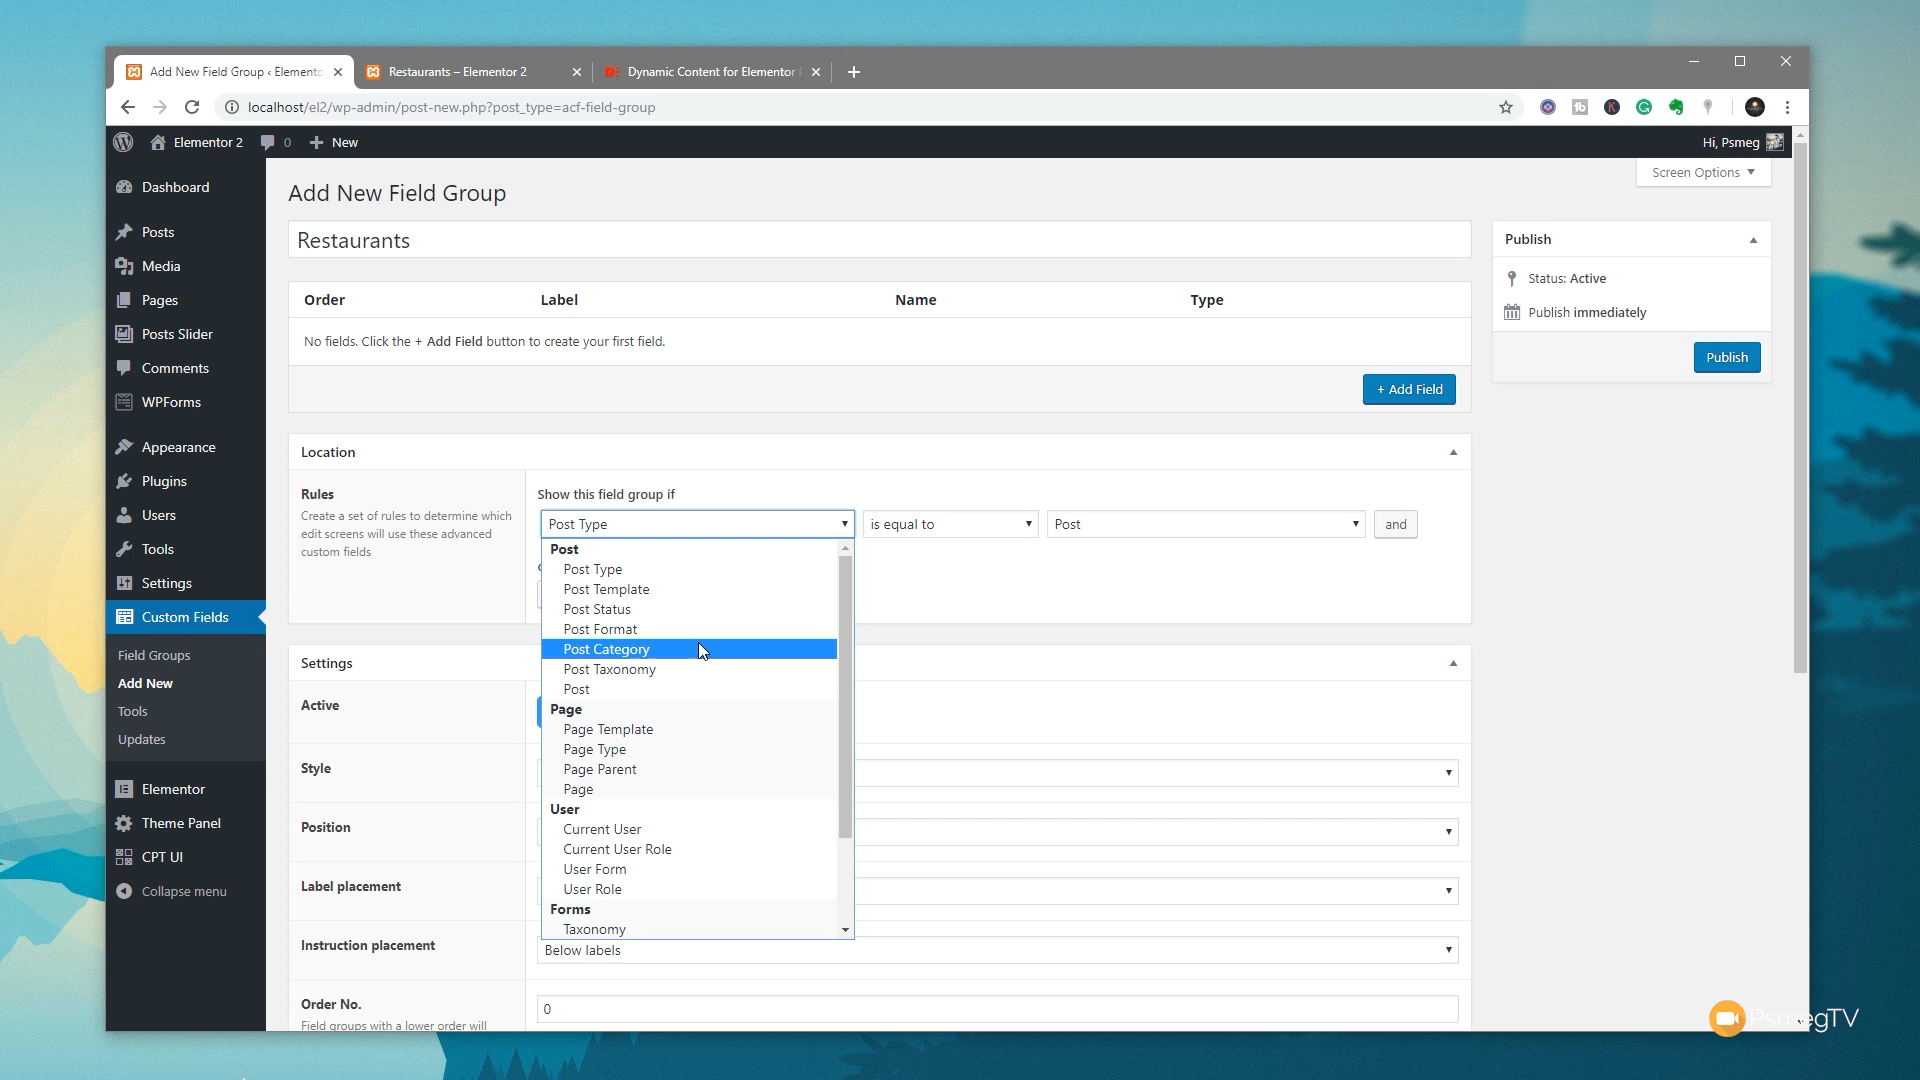 Add New Field Group ‹ Elemento
Restaurants – Elementor 2
Dynamic Content for Elementor
localhost/el2/wp-admin/post-new.php?post_type=acf-field-group
Elementor 2
0
New
Hi, Psmeg
Screen Options
Dashboard
Posts
Media
Pages
Posts Slider
Comments
WPForms
Appearance
Plugins
Users
Tools
Settings
Custom Fields
Field Groups
Add New
Tools
Updates
Elementor
Theme Panel
CPT UI
Collapse menu
Add New Field Group
Restaurants
Order Label Name Type
No fields. Click the + Add Field button to create your first field.
+ Add Field
Publish
Status: Active
Publish immediately
Publish
Location
Rules
Create a set of rules to determine which
edit screens will use these advanced
custom fields
Show this field group if
Post Type is equal to Post and
Post
Post Type
Post Template
Post Status
Post Format
Post Category
Post Taxonomy
Post
Page
Page Template
Page Type
Page Parent
Page
User
Current User
Current User Role
User Form
User Role
Forms
Taxonomy
Settings
Active
Style
Position
Label placement
Instruction placement
Below labels
Order No.
Field groups with a lower order will
0
PsmegTV